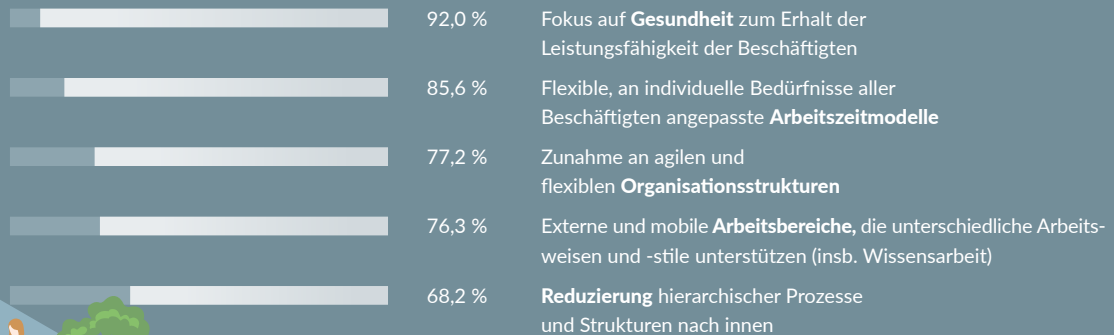 92,0 % Fokus auf Gesundheit zum Erhalt der
Leistungsfähigkeit der Beschäftigten
85,6 % Flexible, an individuelle Bedürfnisse aller
Beschäftigten angepasste Arbeitszeitmodelle
77,2 % Zunahme an agilen und
flexiblen Organisationsstrukturen
76,3 % Externe und mobile Arbeitsbereiche, die unterschiedliche Arbeits-
weisen und -stile unterstützen (insb. Wissensarbeit)
68,2 % Reduzierung hierarchischer Prozesse
und Strukturen nach innen